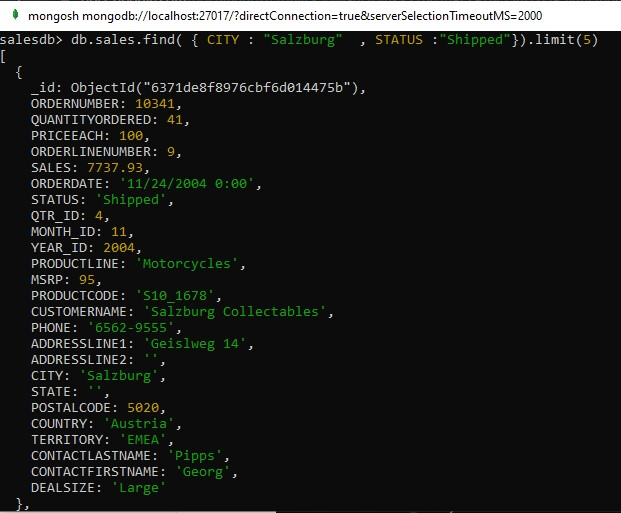 mongosh mongodb://localhost:27017/?directConnection=true&serverSelectionTimeoutMS=2000
salesdb> db.sales.find( { CITY : "Salzburg"  , STATUS :"Shipped"}).limit(5)
[
  {
    _id: ObjectId("6371de8f8976cbf6d014475b"),
    ORDERNUMBER: 10341,
    QUANTITYORDERED: 41,
    PRICEEACH: 100,
    ORDERLINENUMBER: 9,
    SALES: 7737.93,
    ORDERDATE: '11/24/2004 0:00',
    STATUS: 'Shipped',
    QTR_ID: 4,
    MONTH_ID: 11,
    YEAR_ID: 2004,
    PRODUCTLINE: 'Motorcycles',
    MSRP: 95,
    PRODUCTCODE: 'S10_1678',
    CUSTOMERNAME: 'Salzburg Collectables',
    PHONE: '6562-9555',
    ADDRESSLINE1: 'Geislweg 14',
    ADDRESSLINE2: '',
    CITY: 'Salzburg',
    STATE: '',
    POSTALCODE: 5020,
    COUNTRY: 'Austria',
    TERRITORY: 'EMEA',
    CONTACTLASTNAME: 'Pipps',
    CONTACTFIRSTNAME: 'Georg',
    DEALSIZE: 'Large'
  },